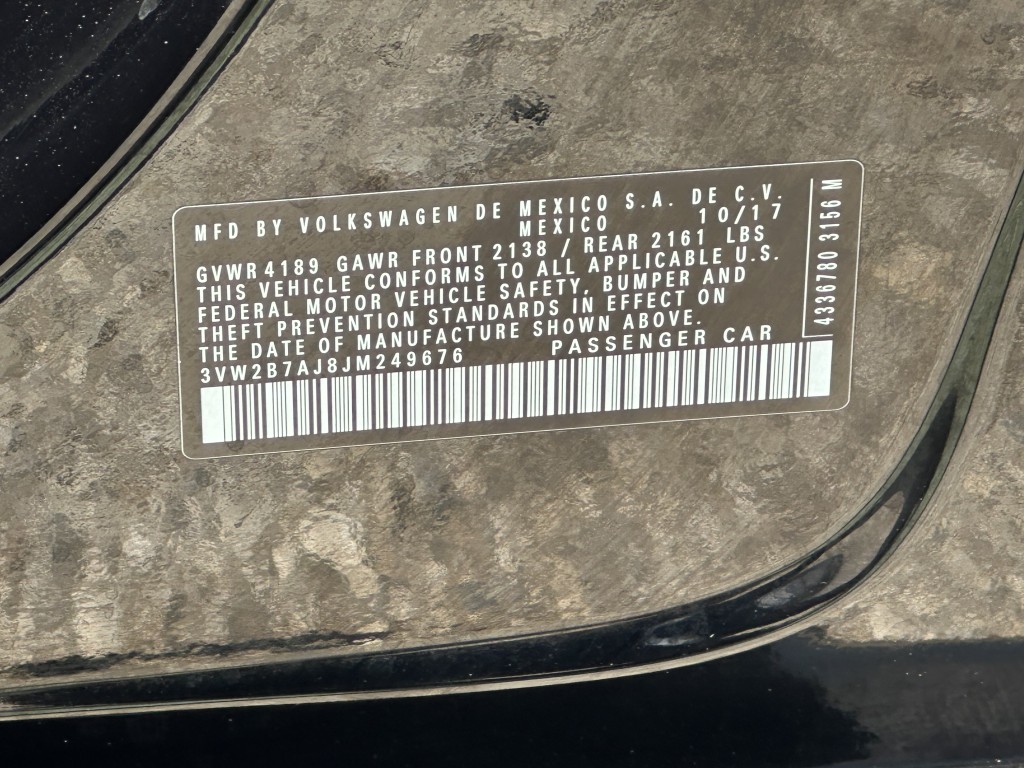 MFD BY VOLKSWAGEN DE MEXICO S.A. DE C.V.
MEXICO 10/17
GVWR 4189 GAWR FRONT 2138 / REAR 2161 LBS
THIS VEHICLE CONFORMS TO ALL APPLICABLE U.S.
FEDERAL MOTOR VEHICLE SAFETY, BUMPER AND
THEFT PREVENTION STANDARDS IN EFFECT ON
THE DATE OF MANUFACTURE SHOWN ABOVE.
3VW2B7AJ8JM249676 PASSENGER CAR
4336780 3156 M